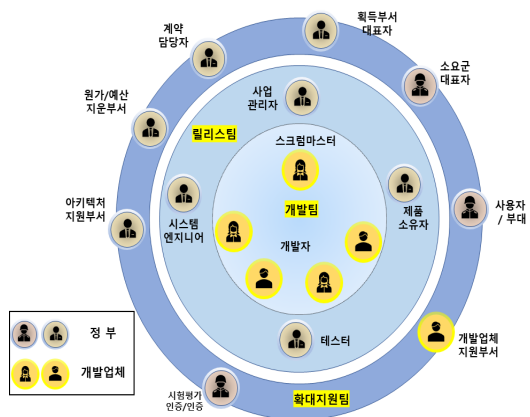 획득부서
대표자
계약
담당자
소요군
대표자
사업
관리자
원가/예산
지운부서
릴리스팀
스크럼마스터
아키텍처
지원부서
개발팀
시스템
엔지니어
제품
소유자
사용자
/ 부대
개발자
테스터
개발업체
지원부서
정 부
개발업체
시험평가
인증/인증
확대지원팀